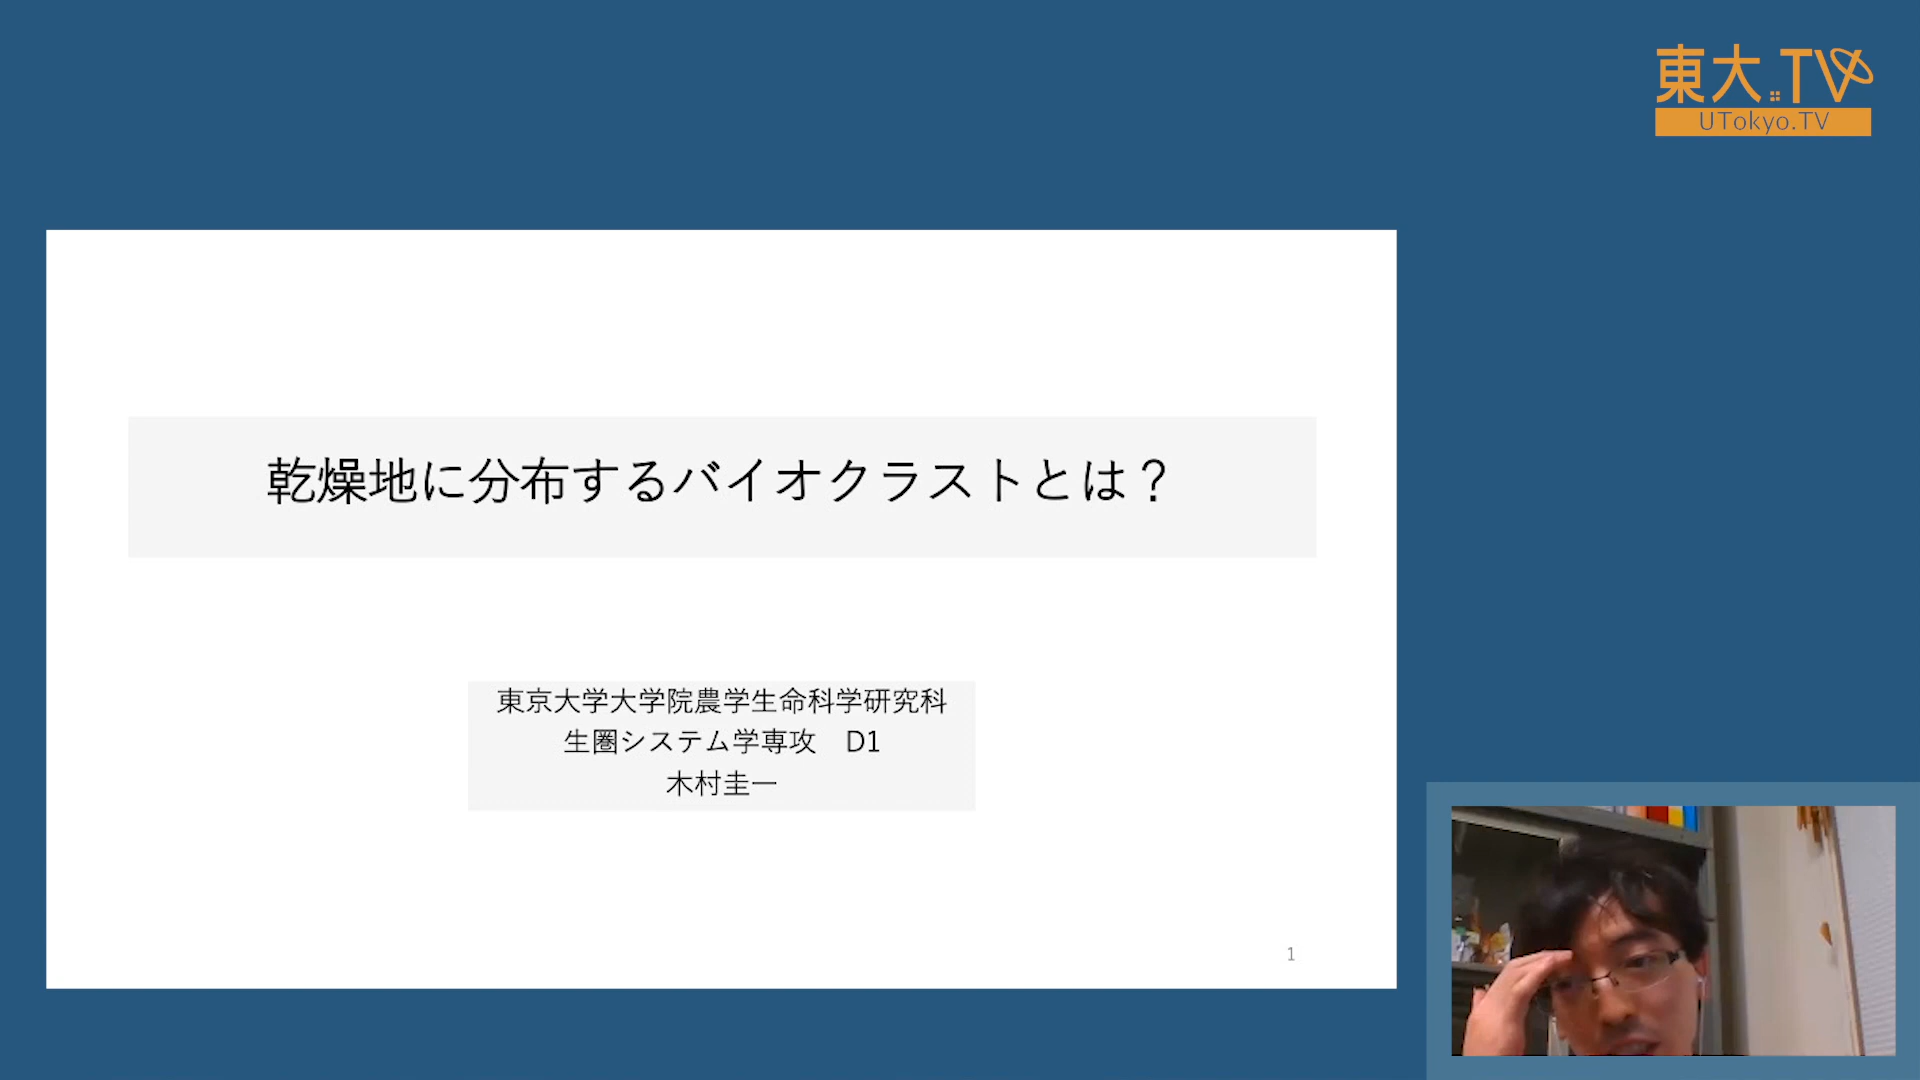 東大.TV
UTokyo.TV
乾燥地に分布するバイオクラストとは？
東京大学大学院農学生命科学研究科
生圏システム学専攻　D1
木村圭一
1